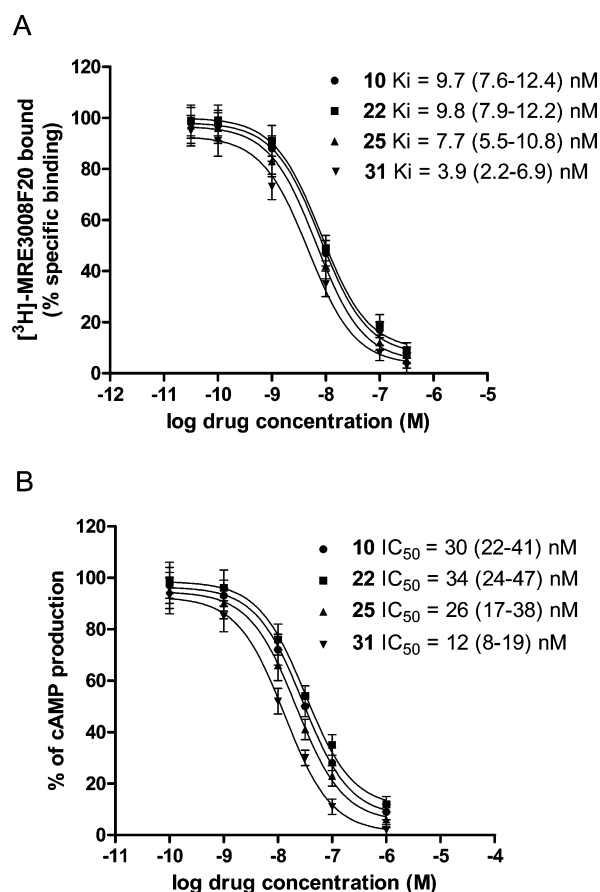 A
[³H]-MRE3008F20 bound
(% specific binding)
120
100
80
60
40
20
0
-12 -11 -10 -9 -8 -7 -6 -5
log drug concentration (M)
10 Ki = 9.7 (7.6-12.4) nM
22 Ki = 9.8 (7.9-12.2) nM
25 Ki = 7.7 (5.5-10.8) nM
31 Ki = 3.9 (2.2-6.9) nM
B
% of cAMP production
120
100
80
60
40
20
0
-11 -10 -9 -8 -7 -6 -5 -4
log drug concentration (M)
10 IC₅₀ = 30 (22-41) nM
22 IC₅₀ = 34 (24-47) nM
25 IC₅₀ = 26 (17-38) nM
31 IC₅₀ = 12 (8-19) nM